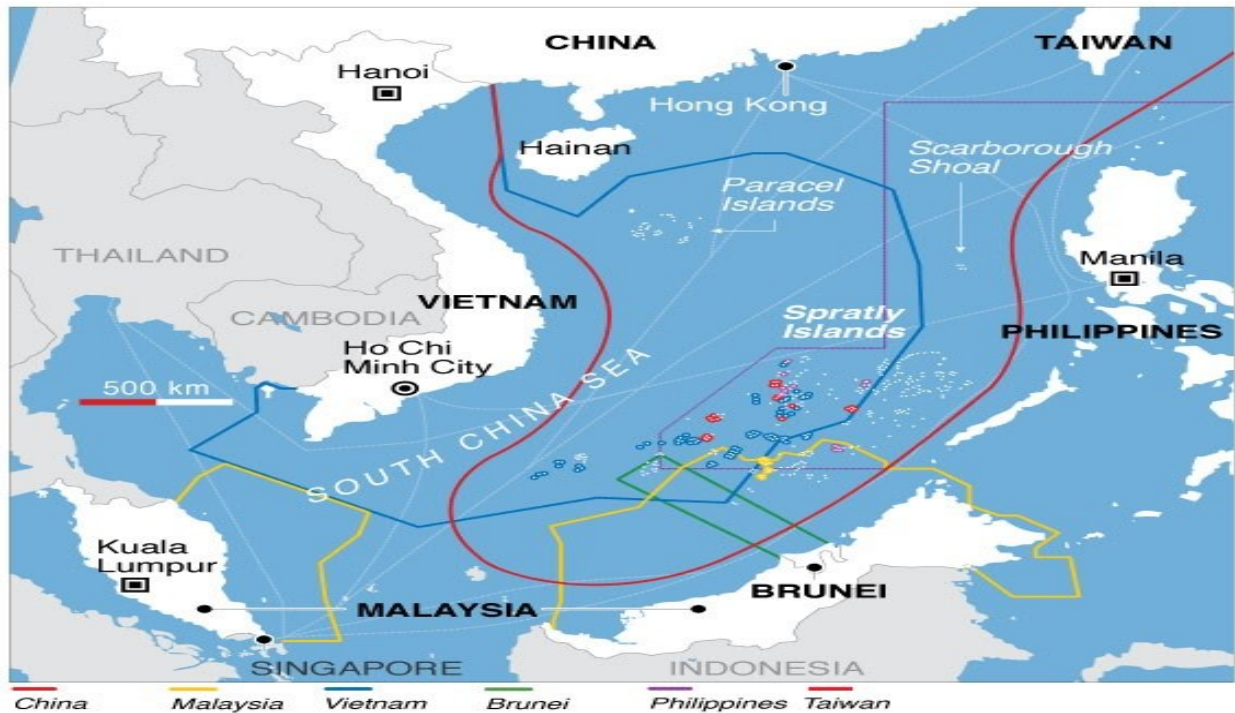 CHINA
TAIWAN
Hanoi
Hong Kong
Hainan
Scarborough
Shoal
Paracel
Islands
THAILAND
Manila
VIETNAM
CAMBODIA
Spratly
Islands
PHILIPPINES
Ho Chi
Minh City
500 km
SOUTH CHINA SEA
Kuala
Lumpur
BRUNEI
MALAYSIA
SINGAPORE
INDONESIA
China
Malaysia
Vietnam
Brunei
Philippines
Taiwan